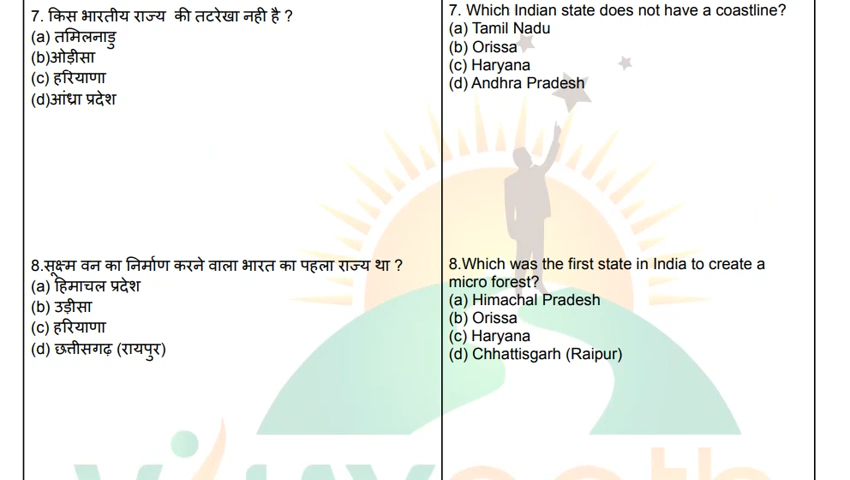 7. किस भारतीय राज्य की तटरेखा नही है ?
(a) तमिलनाडु
(b)ओड़ीसा
(c) हरियाणा
(d)आंध्रा प्रदेश
8.सूक्ष्म वन का निर्माण करने वाला भारत का पहला राज्य था ?
(a) हिमाचल प्रदेश
(b) उड़ीसा
(c) हरियाणा
(d) छत्तीसगढ़ (रायपुर)
7. Which Indian state does not have a coastline?
(a) Tamil Nadu
(b) Orissa
(c) Haryana
(d) Andhra Pradesh
8.Which was the first state in India to create a
micro forest?
(a) Himachal Pradesh
(b) Orissa
(c) Haryana
(d) Chhattisgarh (Raipur)